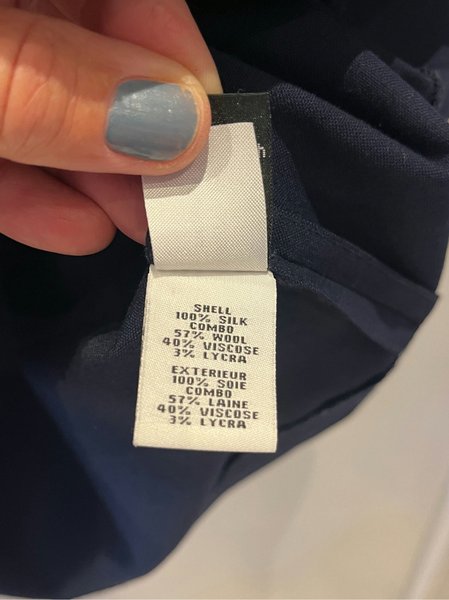 SHELL
100% SILK
COMBO
57% WOOL
40% VISCOSE
3% LYCRA
EXTERIEUR
100% SOIE
COMBO
57% LAINE
40% VISCOSE
3% LYCRA